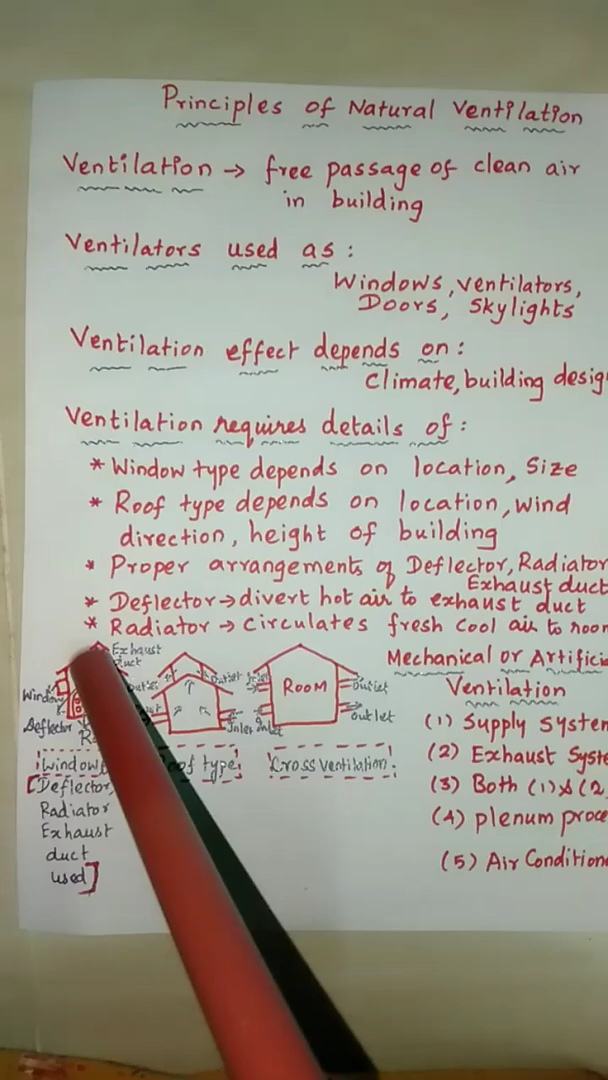 Principles of Natural Ventilation
Ventilation → free passage of clean air
in building
Ventilators used as :
Windows, ventilators,
Doors, Skylights
Ventilation effect depends on :
Climate, building desig
Ventilation requires details of :
* Window type depends on location, Size
* Roof type depends on location, wind
direction, height of building
* Proper arrangements of Deflector, Radiator
Exhaust duct
* Deflector → divert hot air to exhaust duct
* Radiator → Circulates fresh Cool air to room
Exhaust
duct
Window
Deflector
Outlet
Inlet
Inlet
Inlet
ROOM
Outlet
outlet
Window
Roof type
Cross Ventilation
[Deflector,
Radiator
Exhaust
duct
used]
Mechanical or Artificia
Ventilation
(1) Supply System
(2) Exhaust Syste
(3) Both (1) & (2
(4) plenum proce
(5) Air Condition